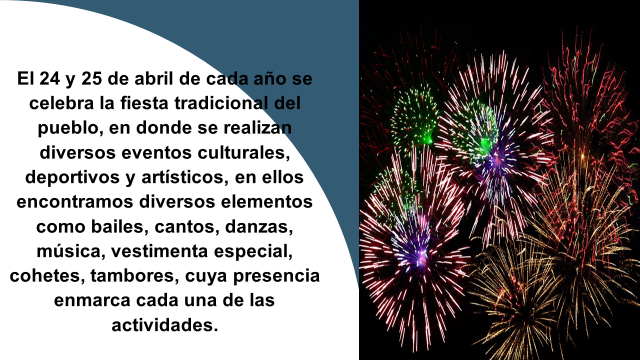 El 24 y 25 de abril de cada año se
celebra la fiesta tradicional del
pueblo, en donde se realizan
diversos eventos culturales,
deportivos y artísticos, en ellos
encontramos diversos elementos
como bailes, cantos, danzas,
música, vestimenta especial,
cohetes, tambores, cuya presencia
enmarca cada una de las
actividades.